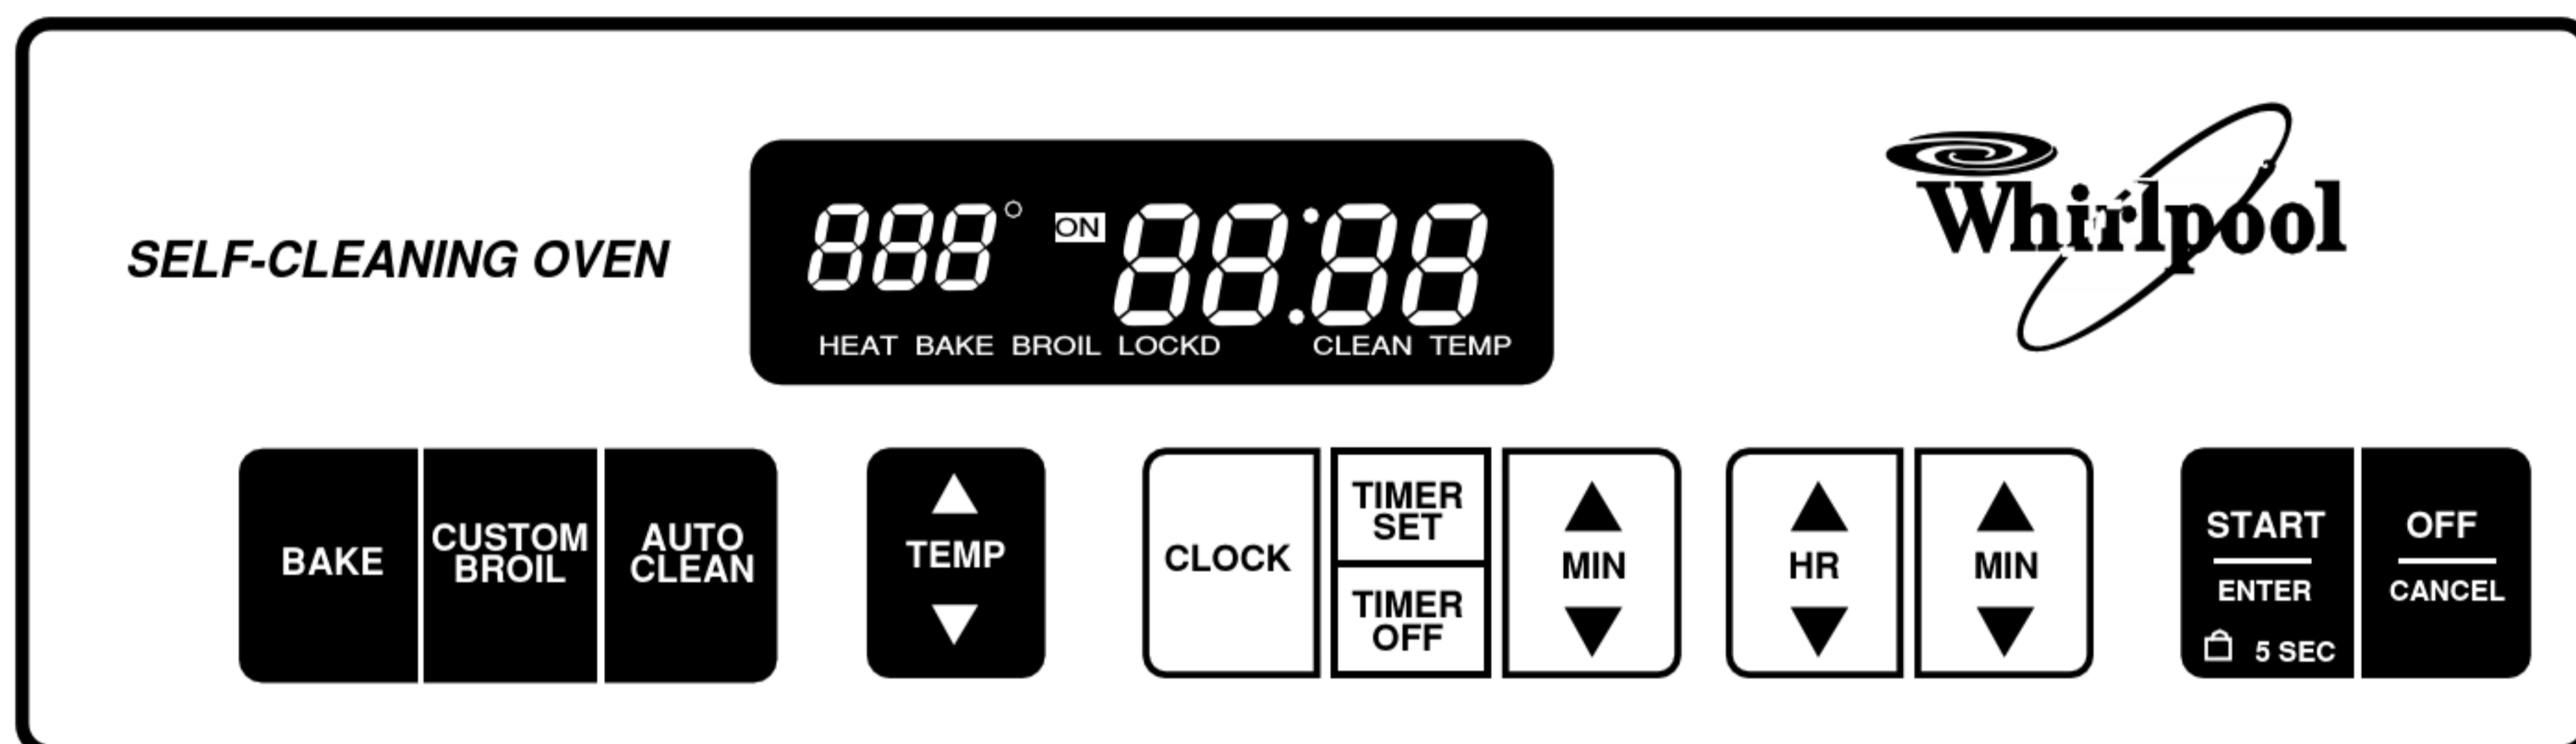 SELF-CLEANING OVEN
888° ON 88:88
HEAT BAKE BROIL LOCKD CLEAN TEMP
Whirlpool
BAKE
CUSTOM
BROIL
AUTO
CLEAN
TEMP
CLOCK
TIMER
SET
TIMER
OFF
MIN
HR
MIN
START
ENTER
5 SEC
OFF
CANCEL